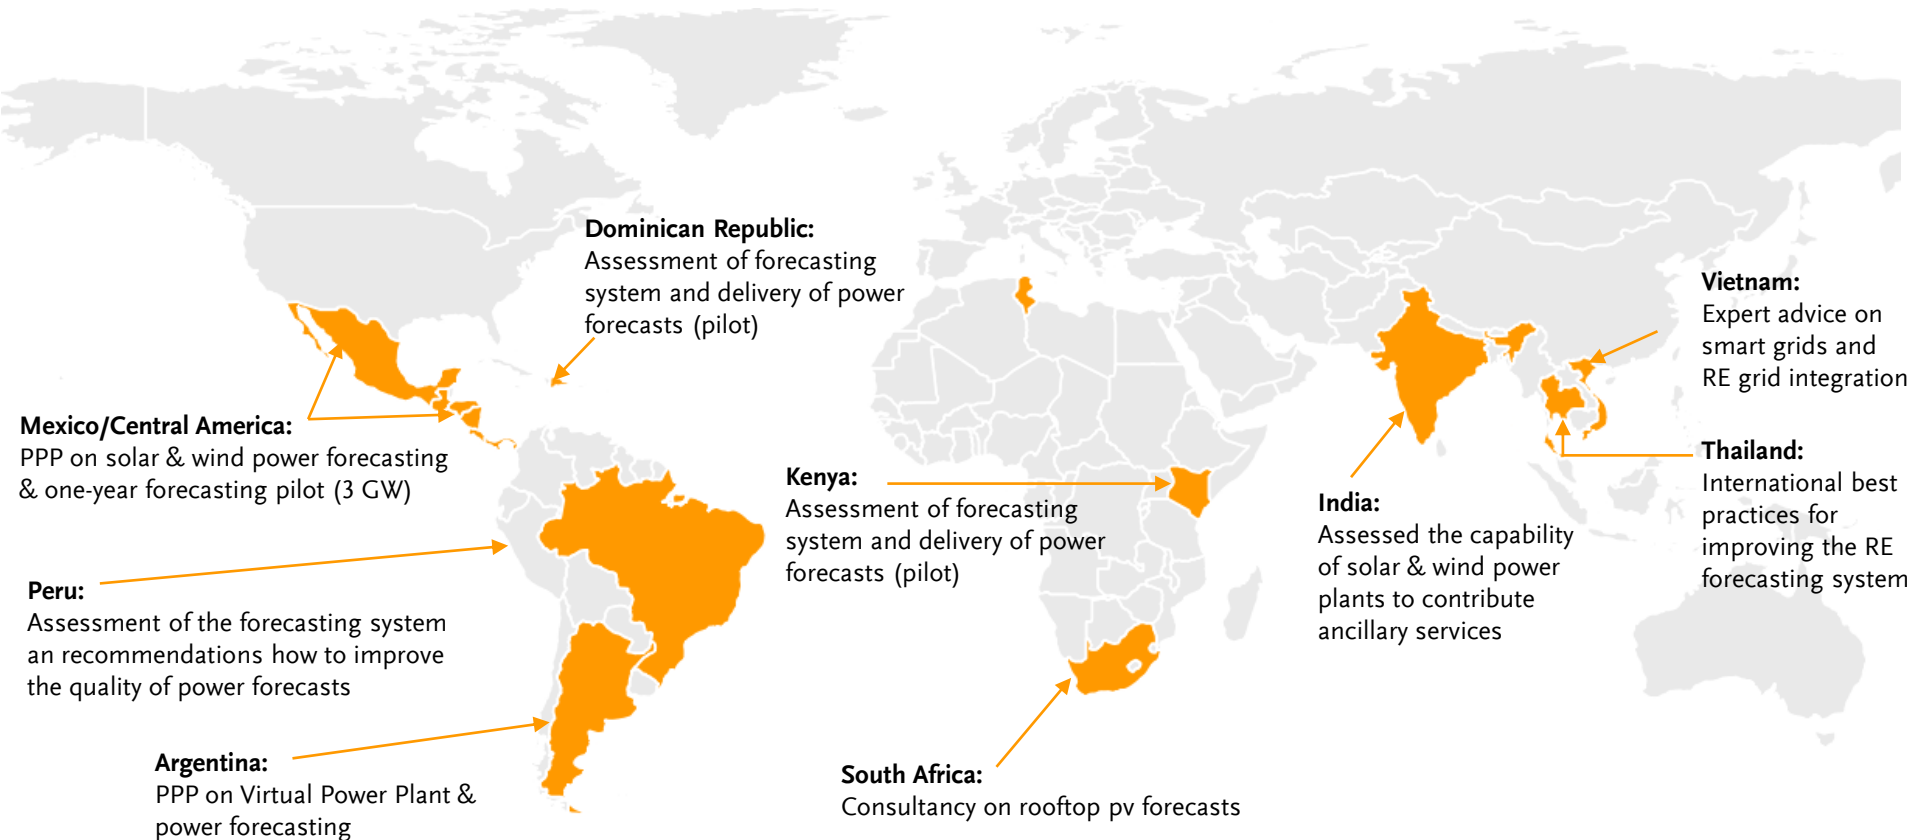 Dominican Republic:
Assessment of forecasting
system and delivery of power
forecasts (pilot)
Vietnam:
Expert advice on
smart grids and
RE grid integration
Mexico/Central America:
PPP on solar & wind power forecasting
& one-year forecasting pilot (3 GW)
Kenya:
Assessment of forecasting
system and delivery of power
forecasts (pilot)
India:
Assessed the capability
of solar & wind power
plants to contribute
ancillary services
Thailand:
International best
practices for
improving the RE
forecasting system
Peru:
Assessment of the forecasting system
an recommendations how to improve
the quality of power forecasts
Argentina:
PPP on Virtual Power Plant &
power forecasting
South Africa:
Consultancy on rooftop pv forecasts